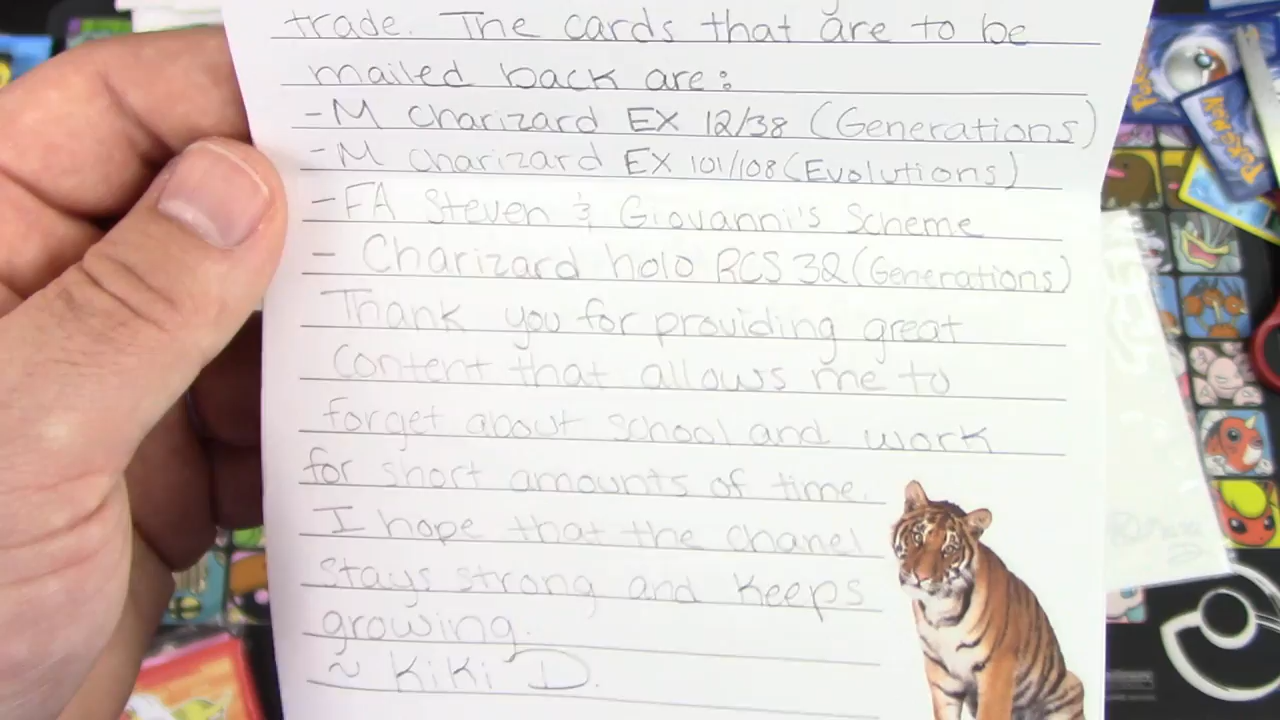 trade. The cards that are to be
mailed back are:
- M Charizard EX 12/38 (Generations)
- M Charizard EX 101/108 (Evolutions)
- FA Steven & Giovanni's Scheme
- Charizard holo RCS 32 (Generations)
Thank you for providing great
content that allows me to
forget about school and work
for short amounts of time.
I hope that the chanel
stays strong and keeps
growing.
~ Kiki D.